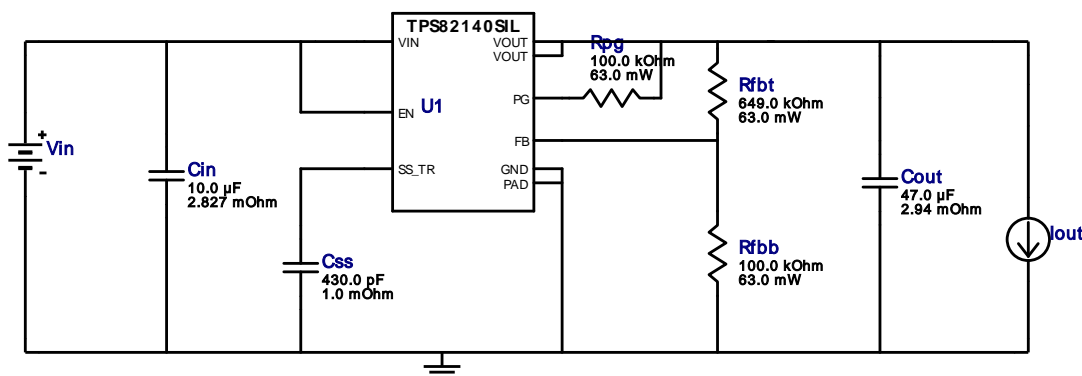 TPS82140SIL
VIN
VOUT
VOUT
Rpg
100.0 kOhm
63.0 mW
PG
EN
U1
Rfbt
649.0 kOhm
63.0 mW
FB
+
Vin
-
Cin
10.0 µF
2.827 mOhm
SS_TR
GND
PAD
Cout
47.0 µF
2.94 mOhm
Iout
Css
430.0 pF
1.0 mOhm
Rfbb
100.0 kOhm
63.0 mW